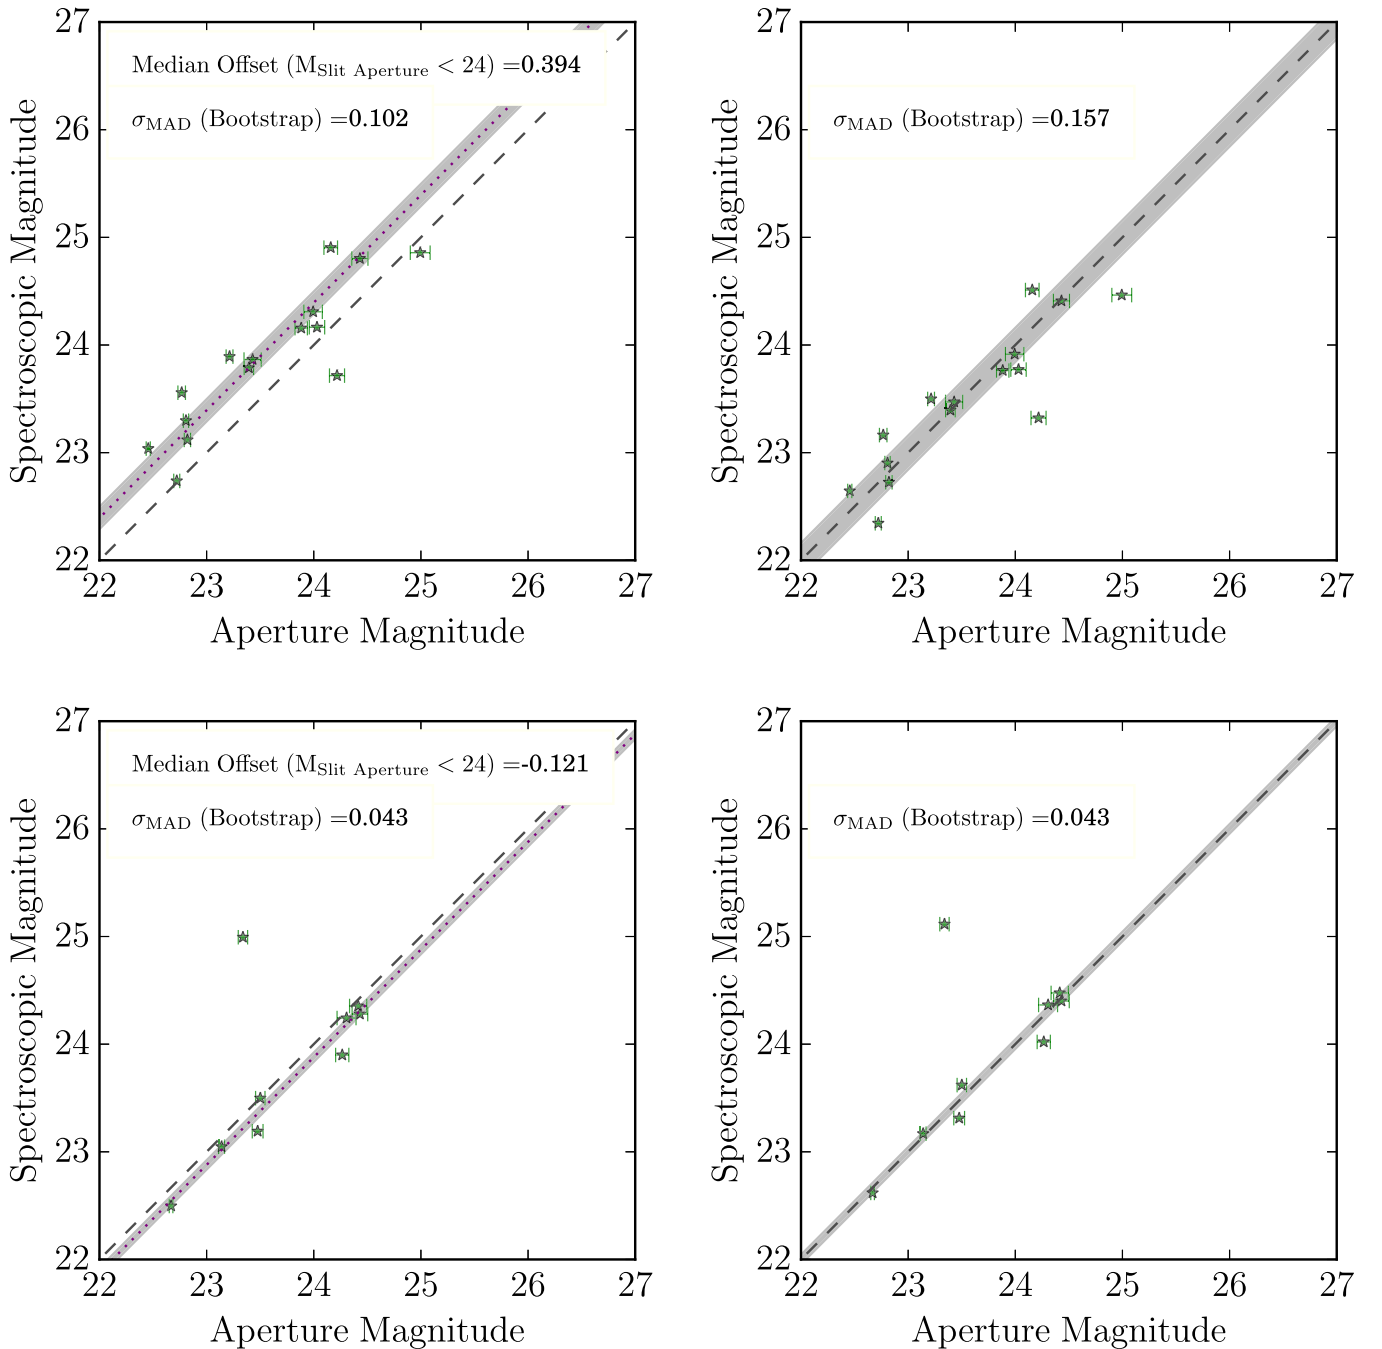 27
26
25
24
23
22
Spectroscopic Magnitude
Median Offset (M_Slit Aperture < 24) =0.394
σ_MAD (Bootstrap) =0.102
22 23 24 25 26 27
Aperture Magnitude
27
26
25
24
23
22
Spectroscopic Magnitude
σ_MAD (Bootstrap) =0.157
22 23 24 25 26 27
Aperture Magnitude
27
26
25
24
23
22
Spectroscopic Magnitude
Median Offset (M_Slit Aperture < 24) =-0.121
σ_MAD (Bootstrap) =0.043
22 23 24 25 26 27
Aperture Magnitude
27
26
25
24
23
22
Spectroscopic Magnitude
σ_MAD (Bootstrap) =0.043
22 23 24 25 26 27
Aperture Magnitude